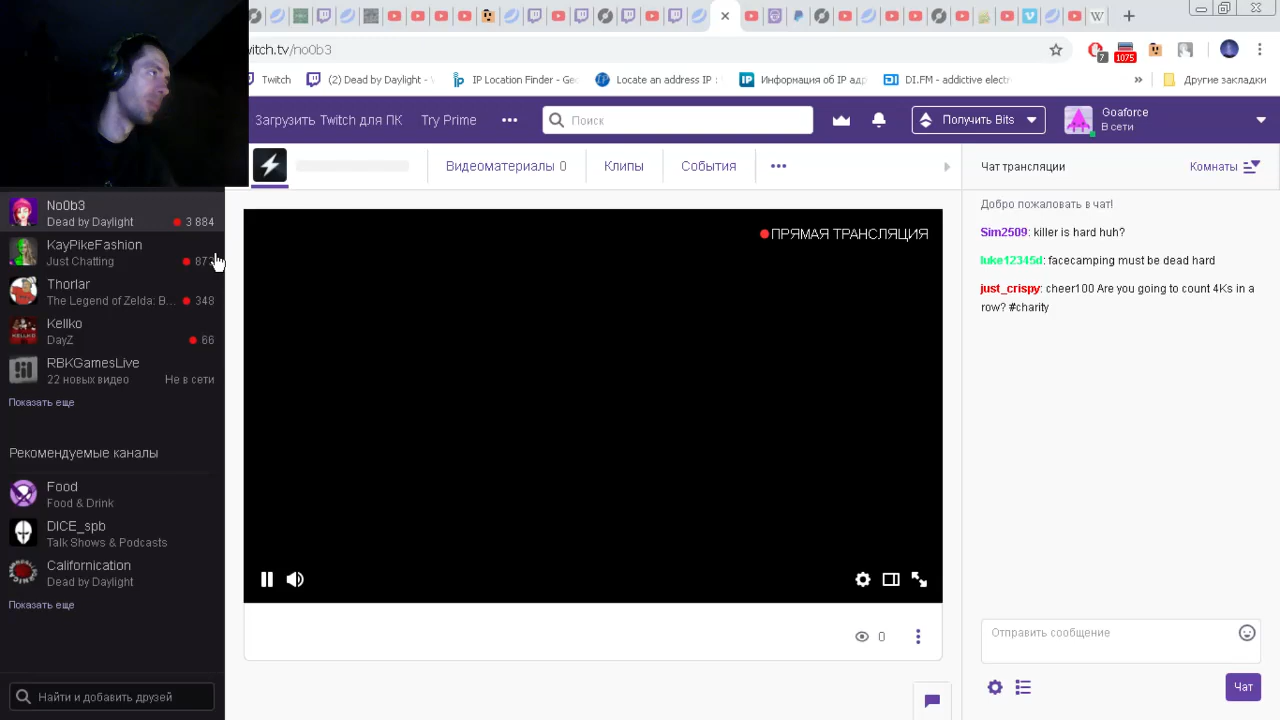 witch.tv/no0b3
7
1075
Twitch
(2) Dead by Daylight - 
IP Location Finder - Geo
Locate an address IP :
Информация об IP адр
DI.FM - addictive electr
»
Другие закладки
Загрузить Twitch для ПК
Try Prime
Поиск
Получить Bits
Goaforce
В сети
Видеоматериалы 0
Клипы
События
Чат трансляции
Комнаты
No0b3
Dead by Daylight
3 884
KayPikeFashion
Just Chatting
87
Thorlar
The Legend of Zelda: B...
348
Kellko
DayZ
66
RBKGamesLive
22 новых видео
Не в сети
Показать еще
Рекомендуемые каналы
Food
Food & Drink
DICE_spb
Talk Shows & Podcasts
Californication
Dead by Daylight
Показать еще
Найти и добавить друзей
ПРЯМАЯ ТРАНСЛЯЦИЯ
0
Добро пожаловать в чат!
Sim2509: killer is hard huh?
luke12345d: facecamping must be dead hard
just_crispy: cheer100 Are you going to count 4Ks in a
row? #charity
Отправить сообщение
Чат